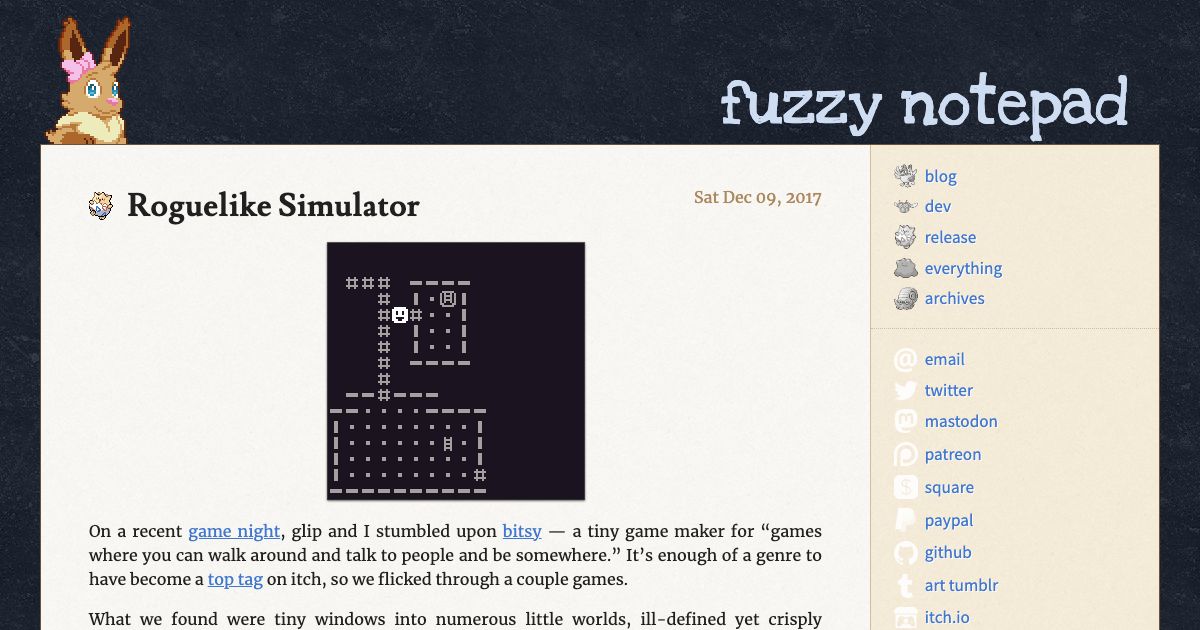 fuzzy notepad
Roguelike Simulator
Sat Dec 09, 2017
On a recent game night, glip and I stumbled upon bitsy — a tiny game maker for “games
where you can walk around and talk to people and be somewhere.” It’s enough of a genre to
have become a top tag on itch, so we flicked through a couple games.
What we found were tiny windows into numerous little worlds, ill-defined yet crisply
blog
dev
release
everything
archives
email
twitter
mastodon
patreon
square
paypal
github
art tumblr
itch.io